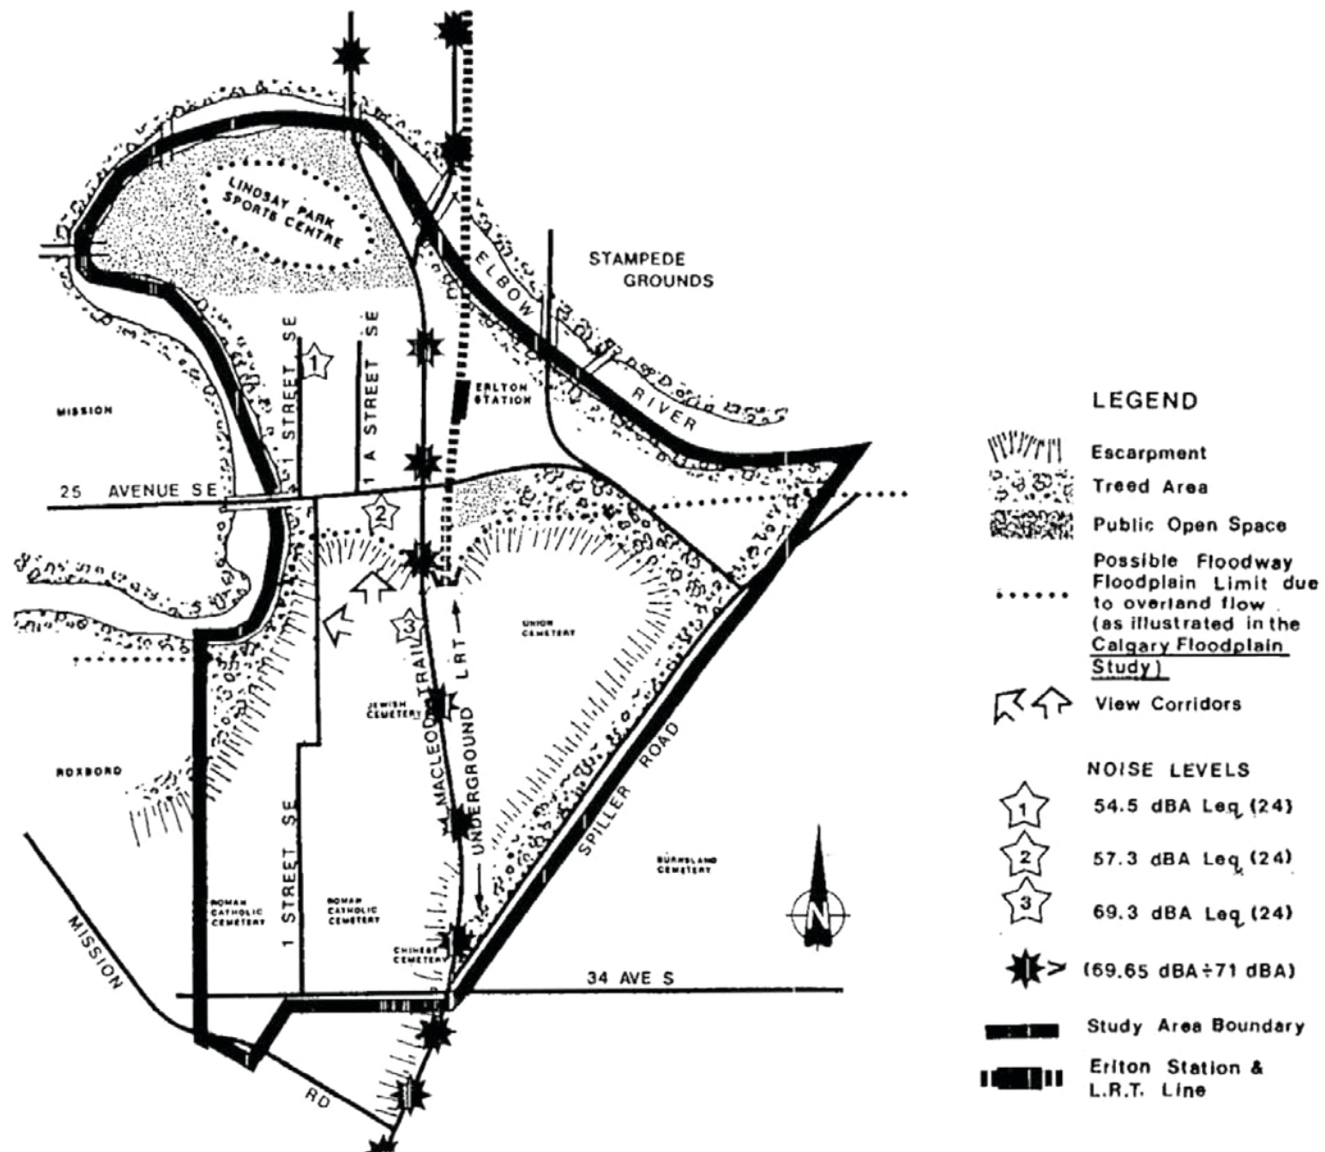 LINDSAY PARK
SPORTS CENTRE
STAMPEDE
GROUNDS
ELBOW
RIVER
1 STREET SE
1
1 A STREET SE
ERLTON
STATION
MISSION
25 AVENUE SE
2
3
UNION
CEMETERY
JEWISH
CEMETERY
MACLEOD TRAIL
UNDERGROUND LRT
SPILLER ROAD
ROXBORO
1 STREET SE
ROMAN
CATHOLIC
CEMETERY
ROMAN
CATHOLIC
CEMETERY
BURNSLAND
CEMETERY
CHINESE
CEMETERY
MISSION
RD
34 AVE S
N
LEGEND
Escarpment
Treed Area
Public Open Space
Possible Floodway
Floodplain Limit due
to overland flow
(as illustrated in the
Calgary Floodplain
Study)
View Corridors
NOISE LEVELS
1 54.5 dBA Leq (24)
2 57.3 dBA Leq (24)
3 69.3 dBA Leq (24)
> (69.65 dBA÷71 dBA)
Study Area Boundary
Erlton Station &
L.R.T. Line